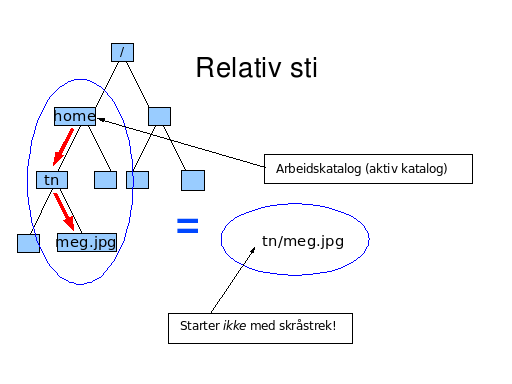 /
Relativ sti
home
Arbeidskatalog (aktiv katalog)
tn
=
meg.jpg
tn/meg.jpg
Starter ikke med skråstrek!